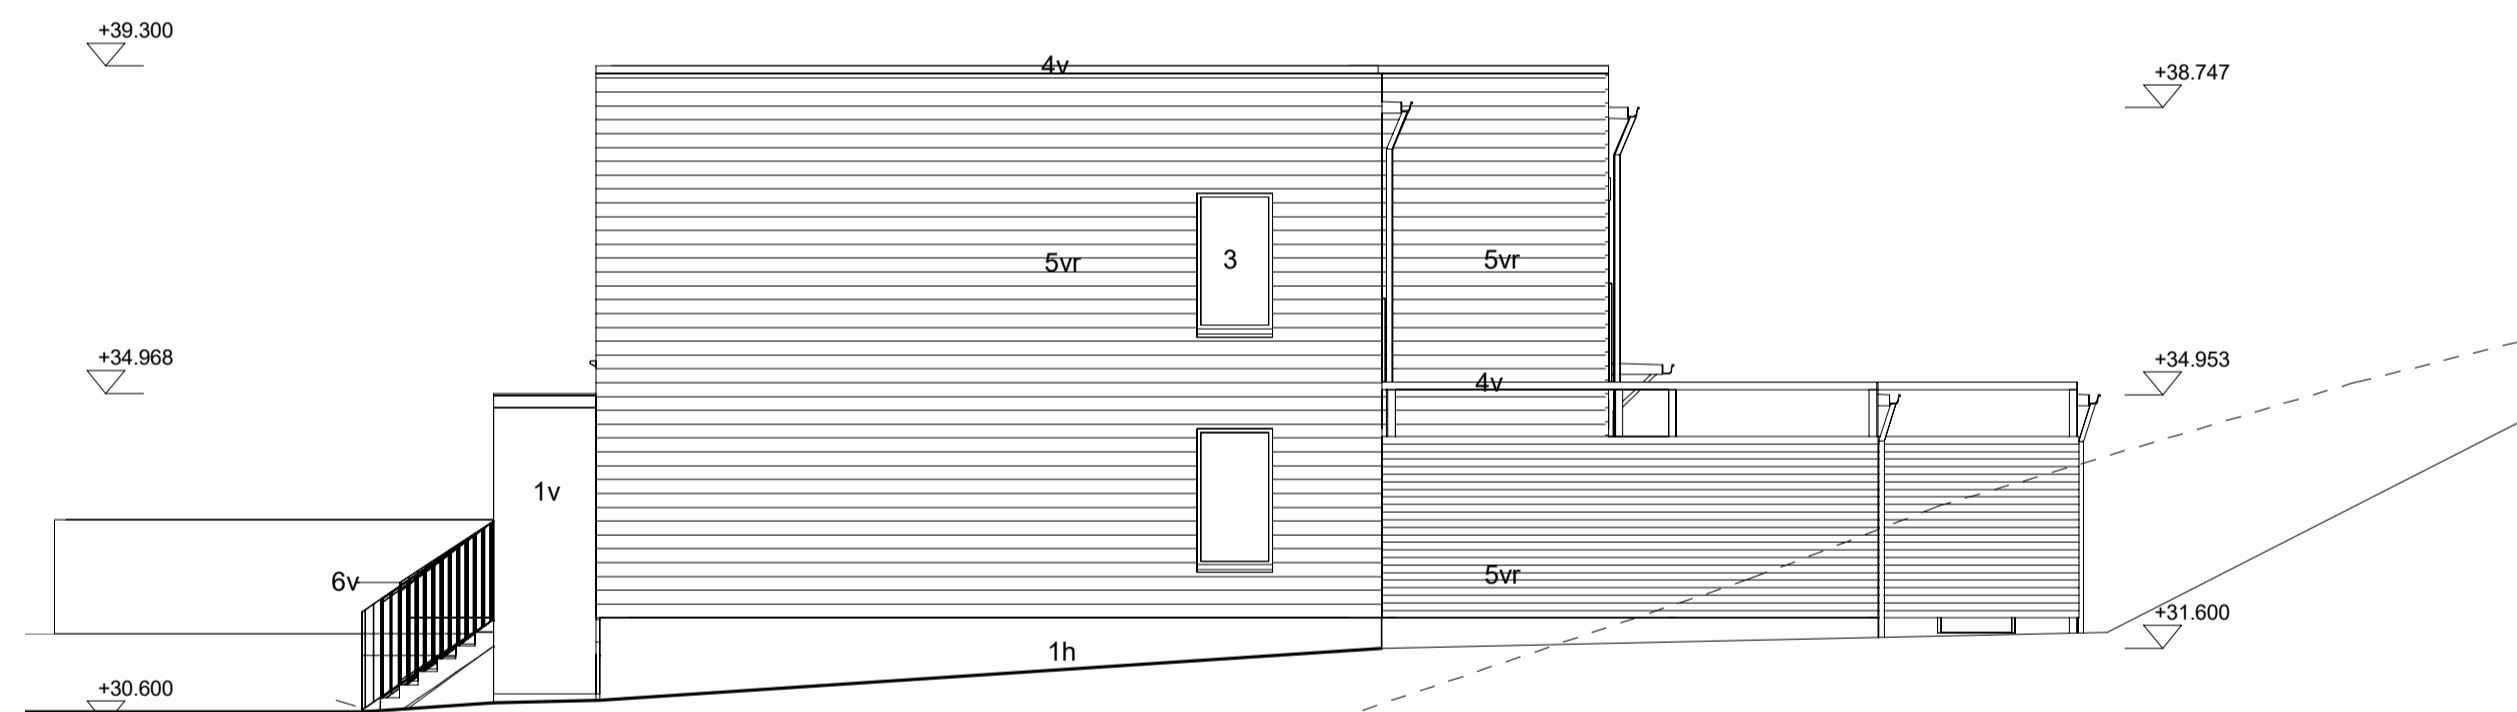 +39.300
4v
+38.747
5vr
3
5vr
+34.968
4v
+34.953
1v
6v
5vr
+31.600
1h
+30.600